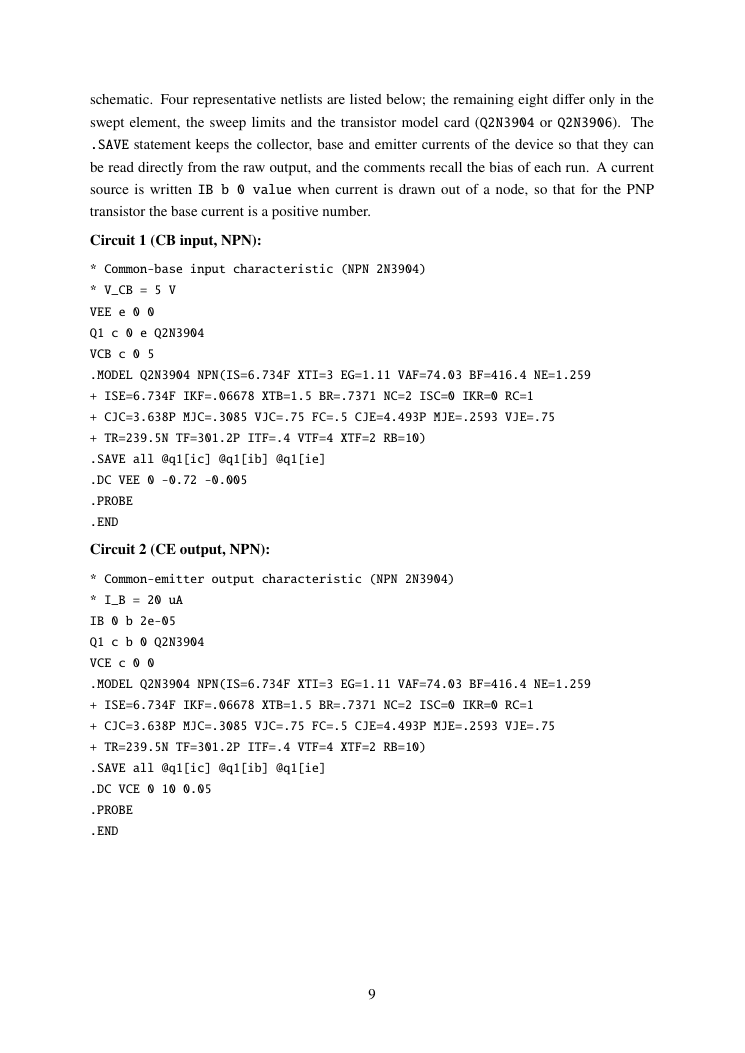 schematic. Four representative netlists are listed below; the remaining eight differ only in the
swept element, the sweep limits and the transistor model card (Q2N3904 or Q2N3906). The
.SAVE statement keeps the collector, base and emitter currents of the device so that they can
be read directly from the raw output, and the comments recall the bias of each run. A current
source is written IB b 0 value when current is drawn out of a node, so that for the PNP
transistor the base current is a positive number.
Circuit 1 (CB input, NPN):
* Common-base input characteristic (NPN 2N3904)
* V_CB = 5 V
VEE e 0 0
Q1 c 0 e Q2N3904
VCB c 0 5
.MODEL Q2N3904 NPN(IS=6.734F XTI=3 EG=1.11 VAF=74.03 BF=416.4 NE=1.259
+ ISE=6.734F IKF=.06678 XTB=1.5 BR=.7371 NC=2 ISC=0 IKR=0 RC=1
+ CJC=3.638P MJC=.3085 VJC=.75 FC=.5 CJE=4.493P MJE=.2593 VJE=.75
+ TR=239.5N TF=301.2P ITF=.4 VTF=4 XTF=2 RB=10)
.SAVE all @q1[ic] @q1[ib] @q1[ie]
.DC VEE 0 -0.72 -0.005
.PROBE
.END
Circuit 2 (CE output, NPN):
* Common-emitter output characteristic (NPN 2N3904)
* I_B = 20 uA
IB 0 b 2e-05
Q1 c b 0 Q2N3904
VCE c 0 0
.MODEL Q2N3904 NPN(IS=6.734F XTI=3 EG=1.11 VAF=74.03 BF=416.4 NE=1.259
+ ISE=6.734F IKF=.06678 XTB=1.5 BR=.7371 NC=2 ISC=0 IKR=0 RC=1
+ CJC=3.638P MJC=.3085 VJC=.75 FC=.5 CJE=4.493P MJE=.2593 VJE=.75
+ TR=239.5N TF=301.2P ITF=.4 VTF=4 XTF=2 RB=10)
.SAVE all @q1[ic] @q1[ib] @q1[ie]
.DC VCE 0 10 0.05
.PROBE
.END
9